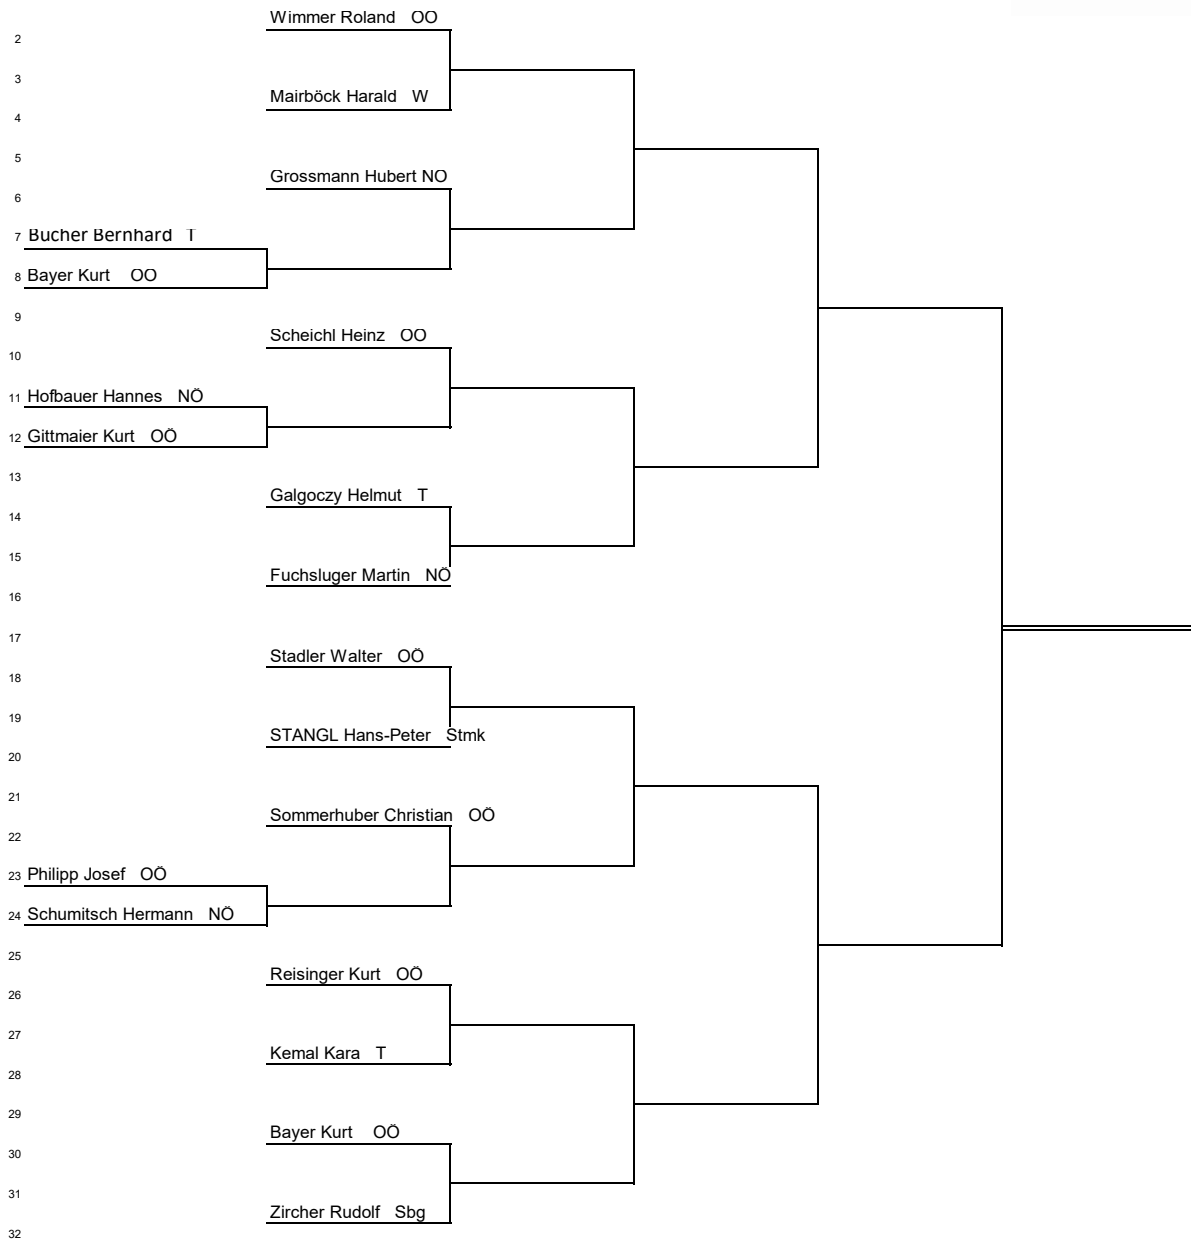 Wimmer Roland OÖ
2
3
Mairböck Harald W
4
5
Grossmann Hubert NÖ
6
7 Bucher Bernhard T
8 Bayer Kurt OÖ
9
Scheichl Heinz OÖ
10
11 Hofbauer Hannes NÖ
12 Gittmaier Kurt OÖ
13
Galgoczy Helmut T
14
15
Fuchsluger Martin NÖ
16
17
Stadler Walter OÖ
18
19
STANGL Hans-Peter Stmk
20
21
Sommerhuber Christian OÖ
22
23 Philipp Josef OÖ
24 Schumitsch Hermann NÖ
25
Reisinger Kurt OÖ
26
27
Kemal Kara T
28
29
Bayer Kurt OÖ
30
31
Zircher Rudolf Sbg
32